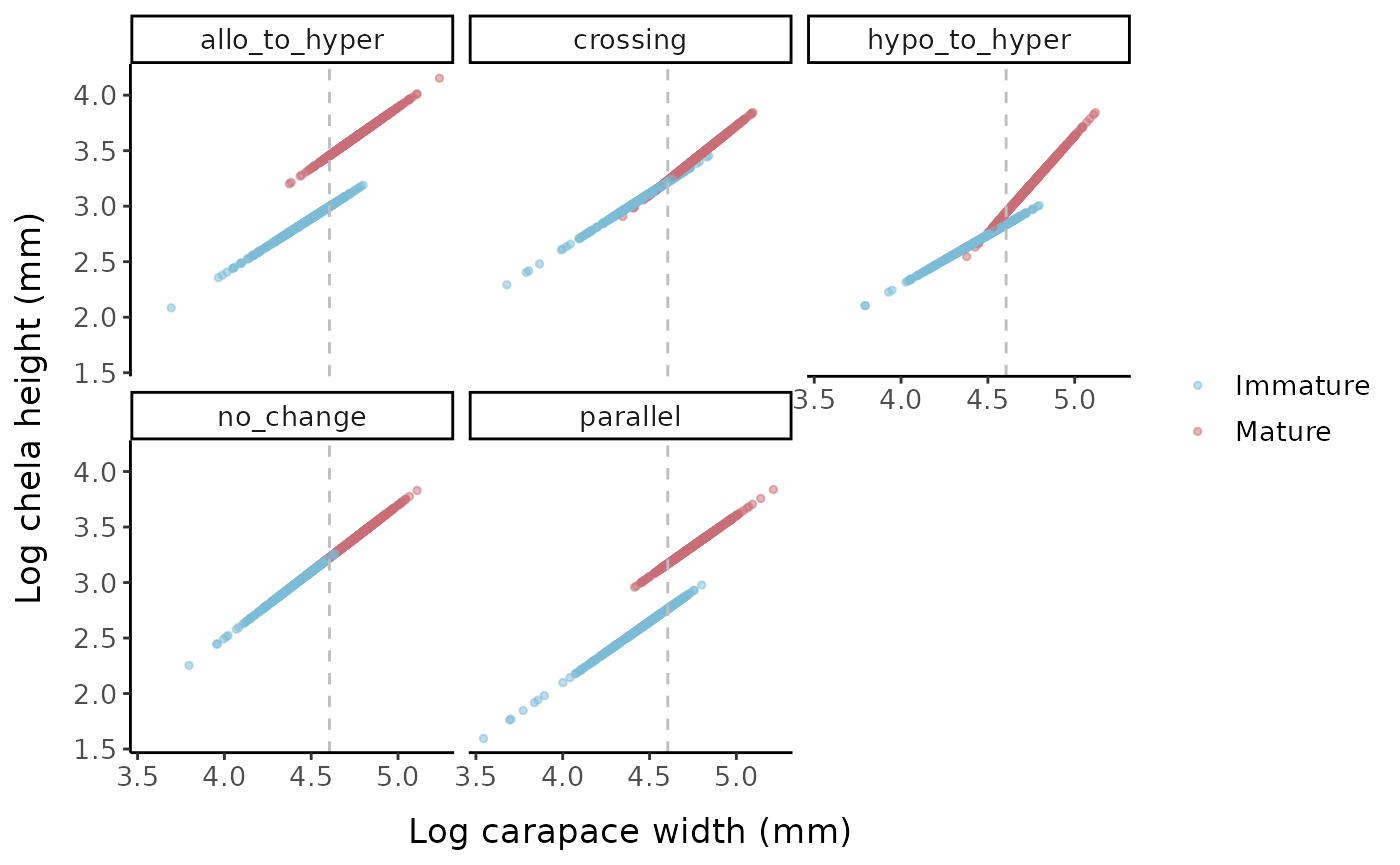 allo_to_hyper crossing hypo_to_hyper
4.0
3.5
3.0
2.5
2.0
1.5
3.5 4.0 4.5 5.0
Log chela height (mm)
Immature
Mature
no_change parallel
4.0
3.5
3.0
2.5
2.0
1.5
3.5 4.0 4.5 5.0 3.5 4.0 4.5 5.0
Log carapace width (mm)